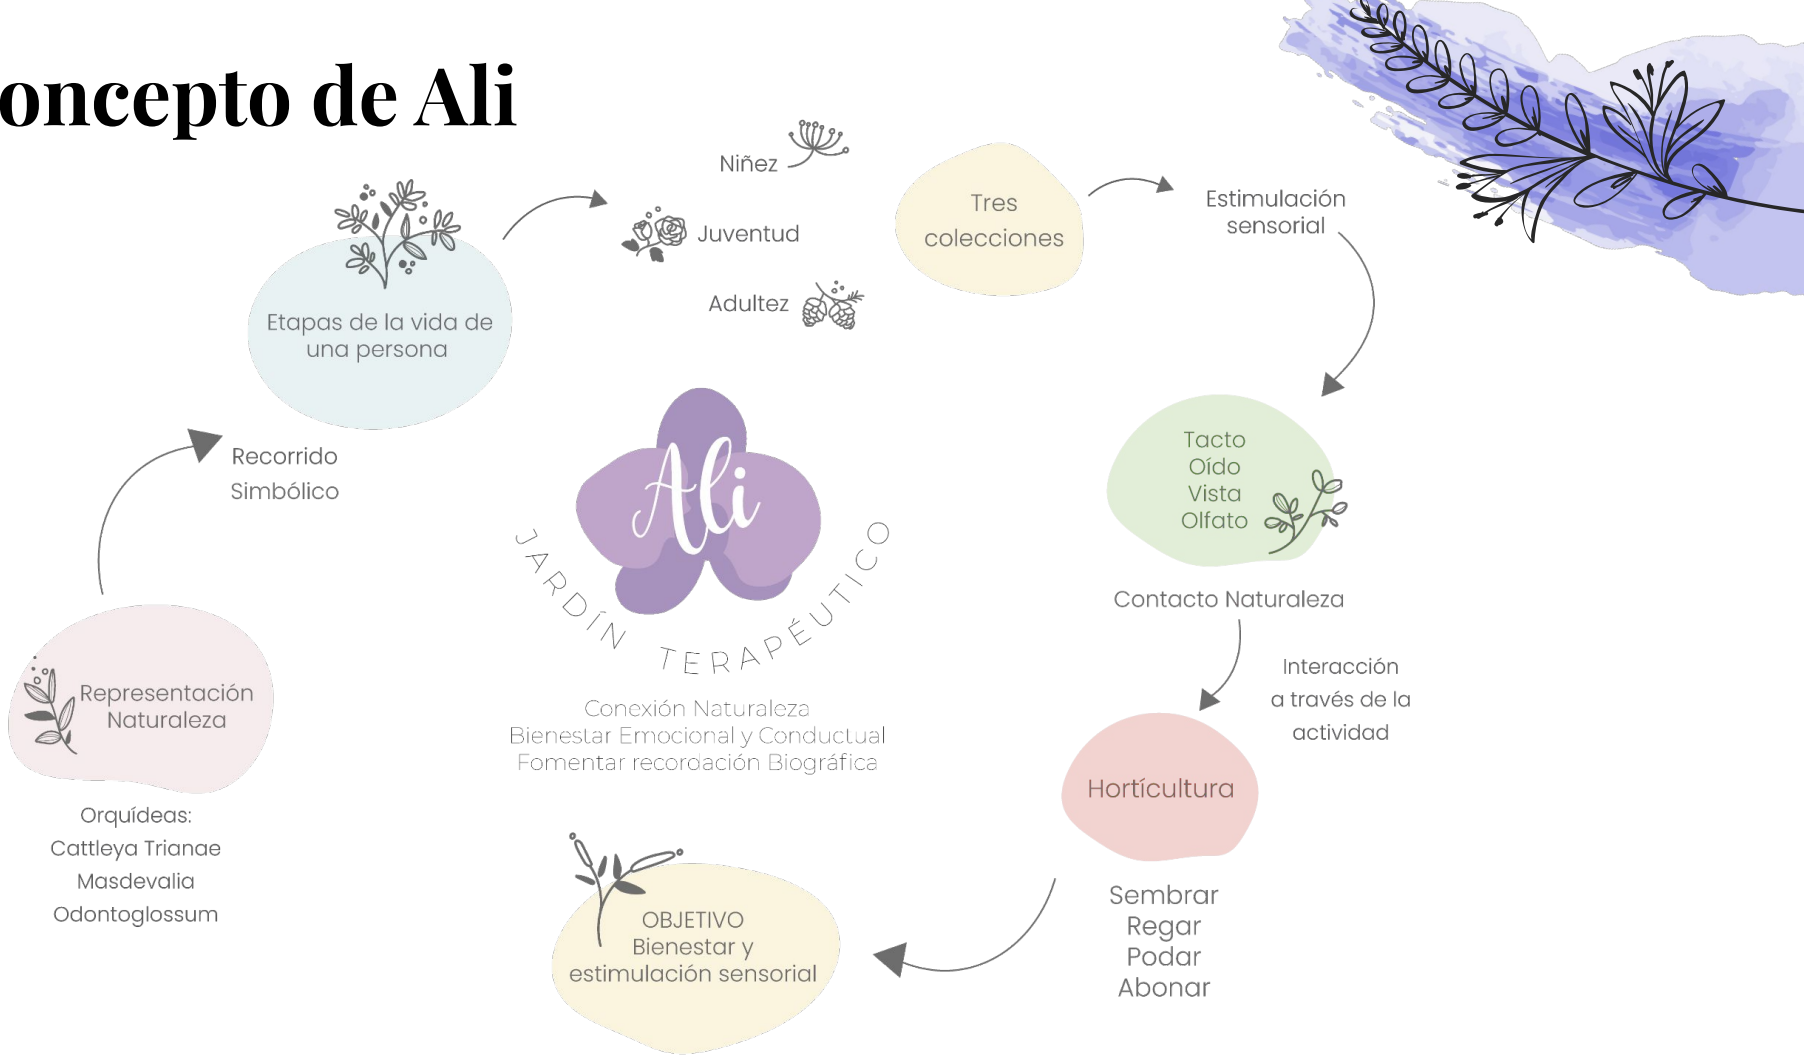 oncepto de Ali
Niñez
Juventud
Adultez
Tres
colecciones
Estimulación
sensorial
Etapas de la vida de
una persona
Recorrido
Simbólico
Representación
Naturaleza
Orquídeas:
Cattleya Trianae
Masdevalia
Odontoglossum
Ali
JARDÍN TERAPÉUTICO
Conexión Naturaleza
Bienestar Emocional y Conductual
Fomentar recordación Biográfica
Tacto
Oído
Vista
Olfato
Contacto Naturaleza
Interacción
a través de la
actividad
Hortícultura
Sembrar
Regar
Podar
Abonar
OBJETIVO
Bienestar y
estimulación sensorial